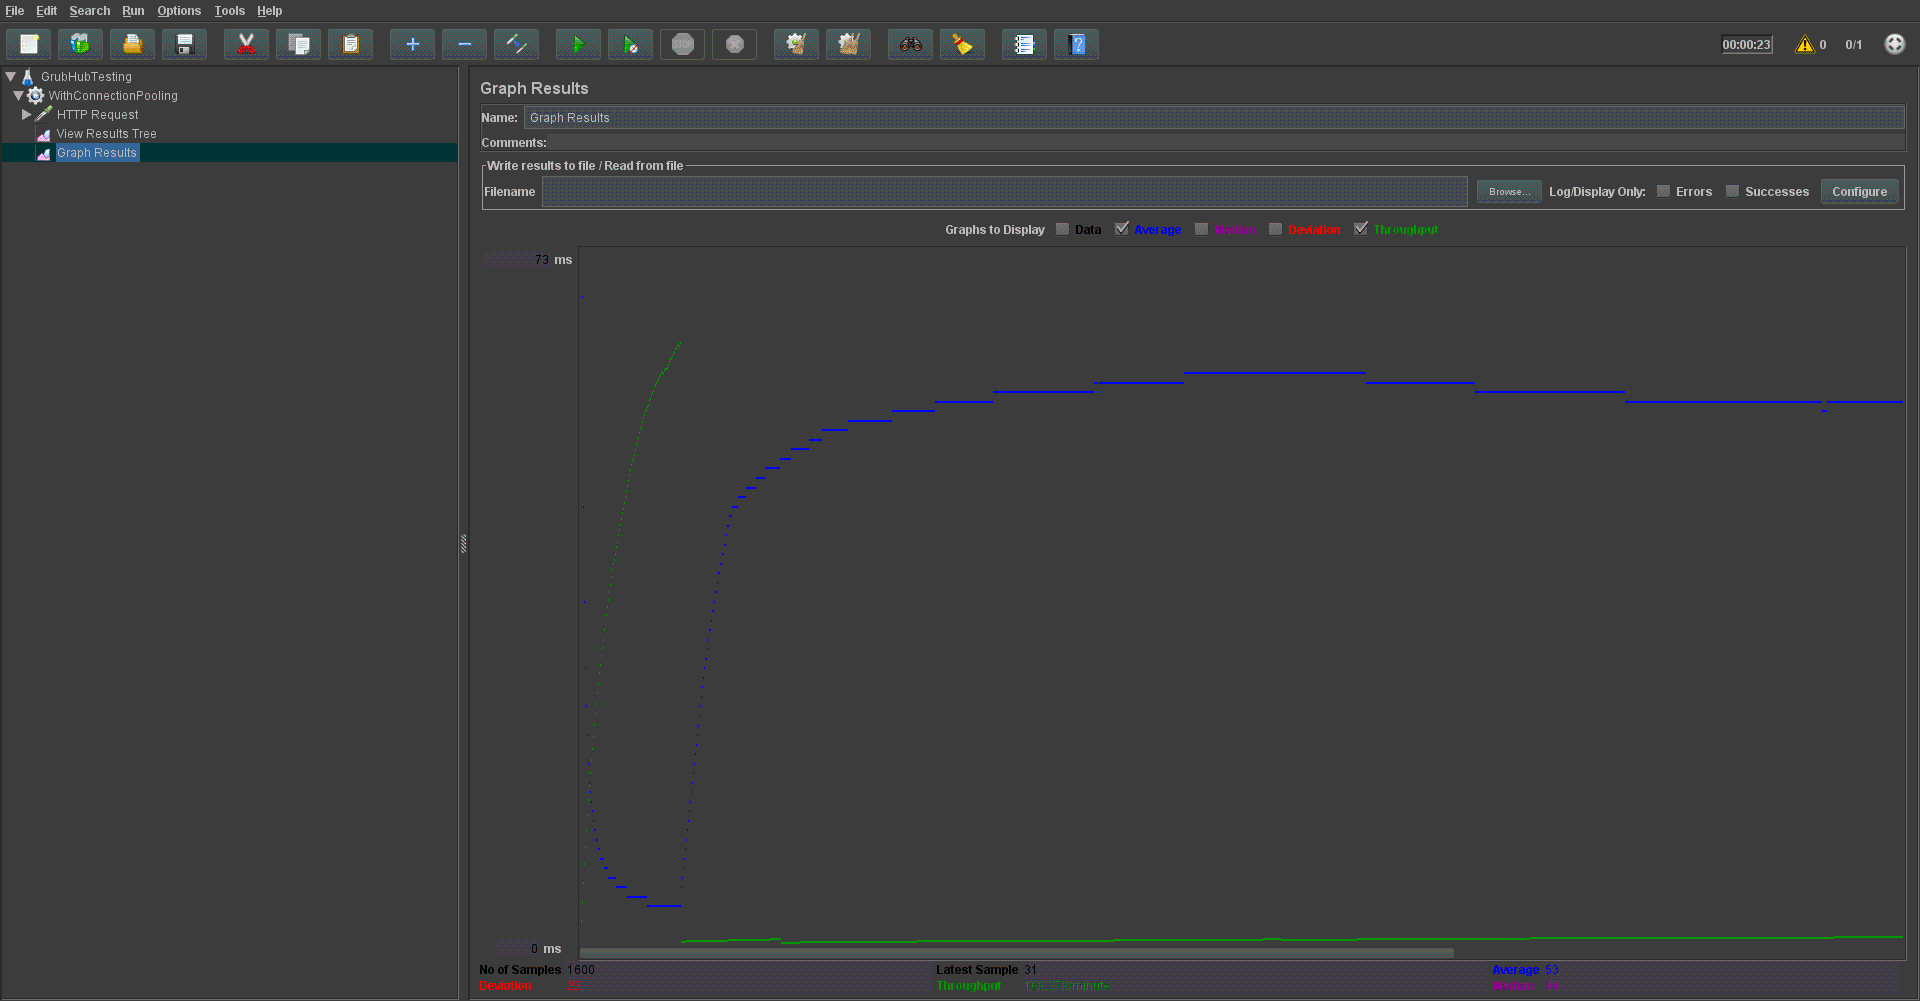 File Edit Search Run Options Tools Help
00:00:23 0 0/1
GrubHubTesting
WithConnectionPooling
HTTP Request
View Results Tree
Graph Results
Graph Results
Name: Graph Results
Comments:
Write results to file / Read from file
Filename Browse... Log/Display Only: Errors Successes Configure
Graphs to Display Data Average Median Deviation Throughput
73 ms
0 ms
No of Samples 1600 Latest Sample 31 Average 53
Deviation Throughput Median